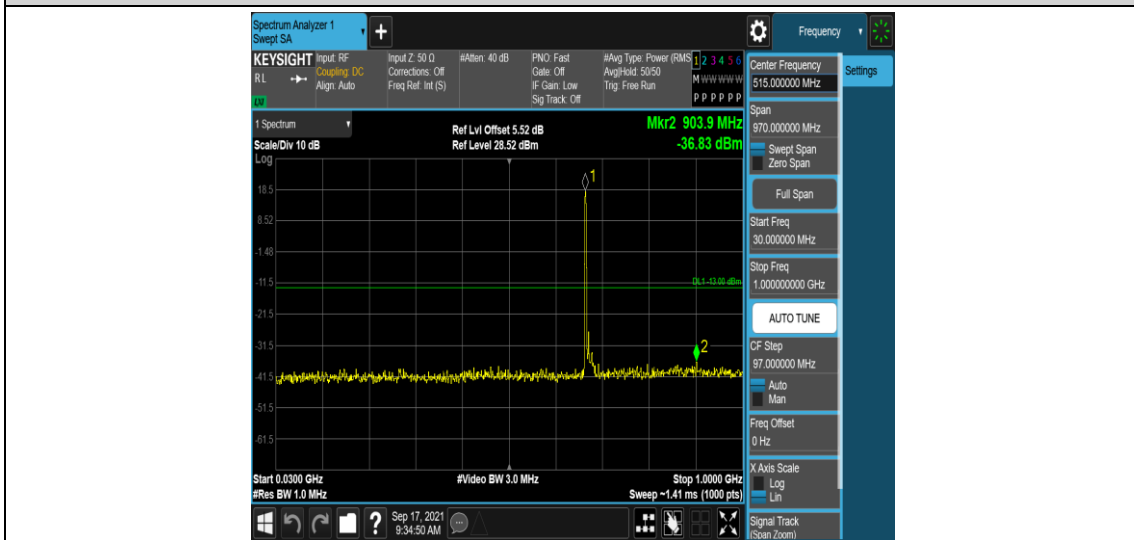 Spectrum Analyzer 1
Swept SA
+
Frequency
KEYSIGHT
RL
LXI
Input: RF
Coupling: DC
Align: Auto
Input Z: 50 Ω
Corrections: Off
Freq Ref: Int (S)
#Atten: 40 dB
PNO: Fast
Gate: Off
IF Gain: Low
Sig Track: Off
#Avg Type: Power (RMS
Avg|Hold: 50/50
Trig: Free Run
1 2 3 4 5 6
M W W W W W
P P P P P P
1 Spectrum
Scale/Div 10 dB
Log
Ref Lvl Offset 5.52 dB
Ref Level 28.52 dBm
Mkr2 903.9 MHz
-36.83 dBm
18.5
8.52
-1.48
-11.5
-21.5
-31.5
-41.5
-51.5
-61.5
1
DL1 -13.00 dBm
2
Start 0.0300 GHz
#Res BW 1.0 MHz
#Video BW 3.0 MHz
Stop 1.0000 GHz
Sweep ~1.41 ms (1000 pts)
Center Frequency
515.000000 MHz
Settings
Span
970.000000 MHz
Swept Span
Zero Span
Full Span
Start Freq
30.000000 MHz
Stop Freq
1.000000000 GHz
AUTO TUNE
CF Step
97.000000 MHz
Auto
Man
Freq Offset
0 Hz
X Axis Scale
Log
Lin
Signal Track
(Span Zoom)
?
Sep 17, 2021
9:34:50 AM